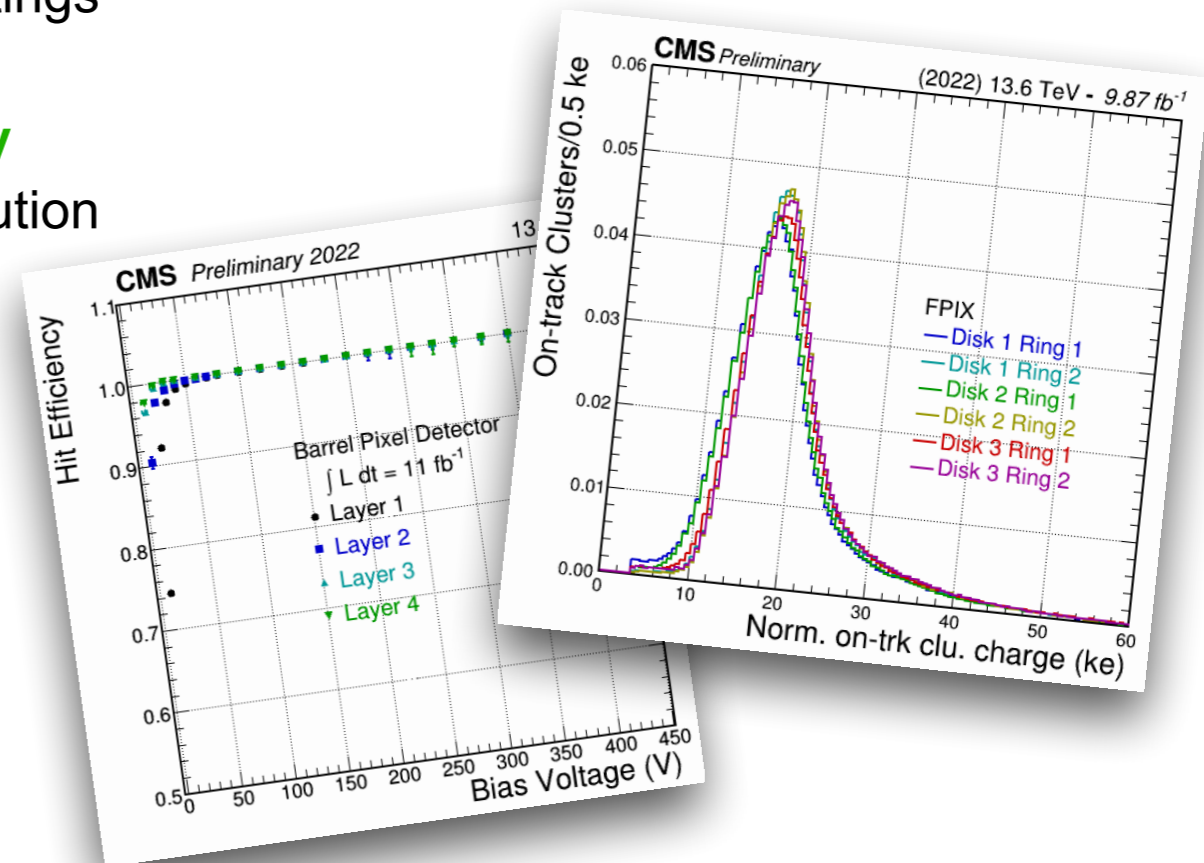 CMS Preliminary
(2022) 13.6 TeV - 9.87 fb-1
On-track Clusters/0.5 ke
0.06
0.05
0.04
0.03
0.02
0.01
0.00
FPIX
Disk 1 Ring 1
Disk 1 Ring 2
Disk 2 Ring 1
Disk 2 Ring 2
Disk 3 Ring 1
Disk 3 Ring 2
0 10 20 30 40 50 60
Norm. on-trk clu. charge (ke)
CMS Preliminary 2022
13
Hit Efficiency
1.1
1.0
0.9
0.8
0.7
0.6
0.5
Barrel Pixel Detector
∫ L dt = 11 fb-1
Layer 1
Layer 2
Layer 3
Layer 4
0 50 100 150 200 250 300 350 400 450
Bias Voltage (V)